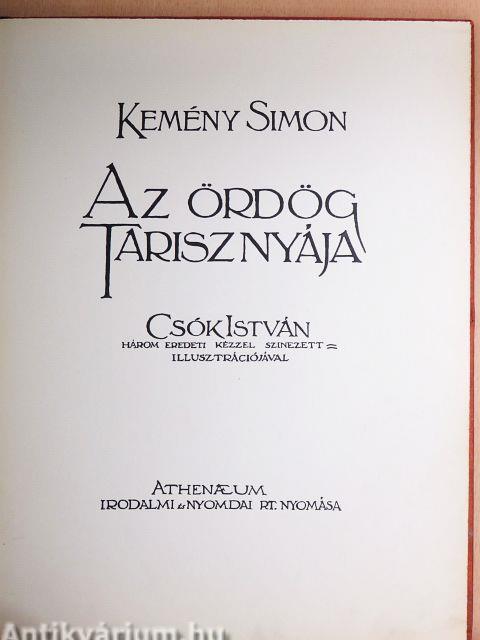 KEMÉNY SIMON
AZ ÖRDÖG
TARISZNYÁJA
CSÓK ISTVÁN
HÁROM EREDETI KÉZZEL SZINEZETT =
ILLUSZTRÁCIÓJÁVAL
ATHENÆUM
IRODALMI és NYOMDAI RT. NYOMÁSA
Antikvárium.hu